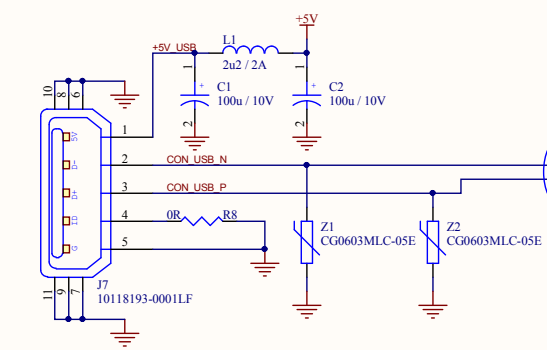 +5V
+5V_USB
L1
2u2 / 2A
1
1
+
C1
100u / 10V
+
C2
100u / 10V
2
2
10
8
6
5V
1
D-
2
CON_USB_N
D+
3
CON_USB_P
ID
4
0R
R8
G
5
Z1
CG0603MLC-05E
Z2
CG0603MLC-05E
11
9
7
J7
10118193-0001LF